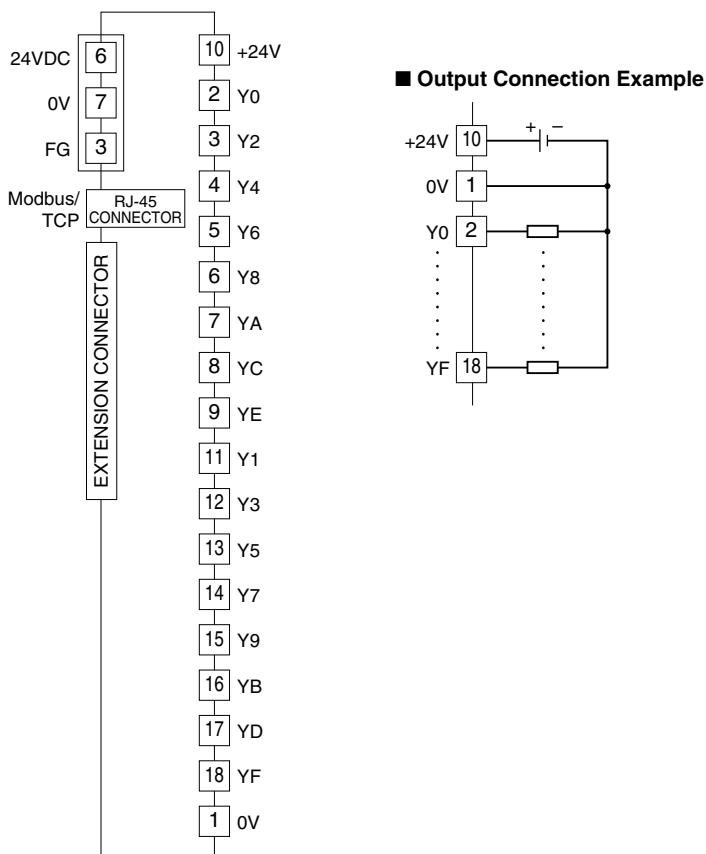 24VDC 6
0V 7
FG 3
Modbus/
TCP
RJ-45
CONNECTOR
EXTENSION CONNECTOR
10 +24V
2 Y0
3 Y2
4 Y4
5 Y6
6 Y8
7 YA
8 YC
9 YE
11 Y1
12 Y3
13 Y5
14 Y7
15 Y9
16 YB
17 YD
18 YF
1 0V
■ Output Connection Example
+ −
+24V 10
0V 1
Y0 2
YF 18